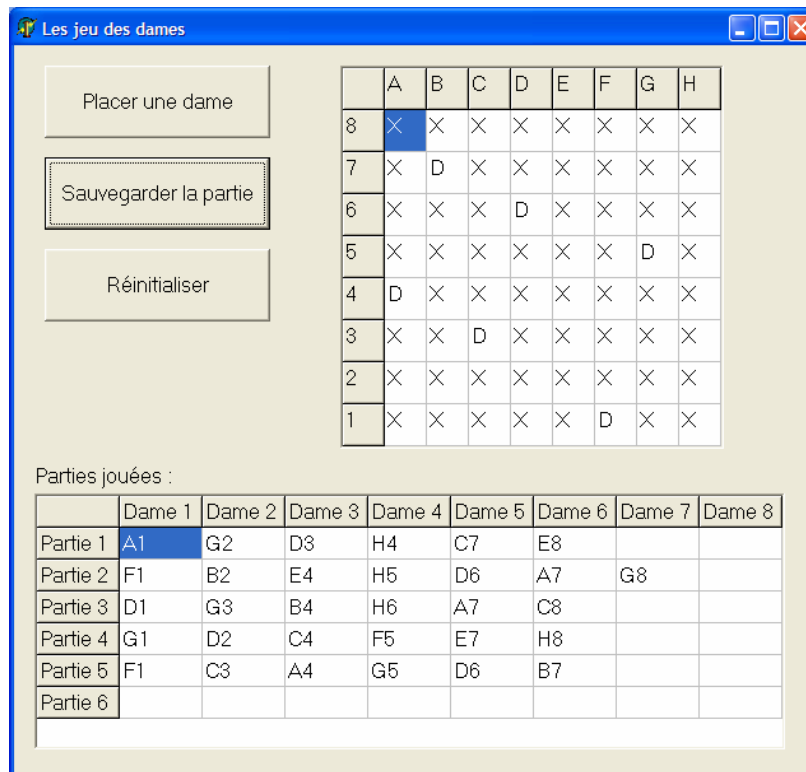 Les jeu des dames
Placer une dame
Sauvegarder la partie
Réinitialiser
A B C D E F G H
8 X X X X X X X X
7 X D X X X X X X
6 X X X D X X X X
5 X X X X X X D X
4 D X X X X X X X
3 X X D X X X X X
2 X X X X X X X X
1 X X X X X D X X
Parties jouées :
Dame 1 Dame 2 Dame 3 Dame 4 Dame 5 Dame 6 Dame 7 Dame 8
Partie 1 A1 G2 D3 H4 C7 E8
Partie 2 F1 B2 E4 H5 D6 A7 G8
Partie 3 D1 G3 B4 H6 A7 C8
Partie 4 G1 D2 C4 F5 E7 H8
Partie 5 F1 C3 A4 G5 D6 B7
Partie 6